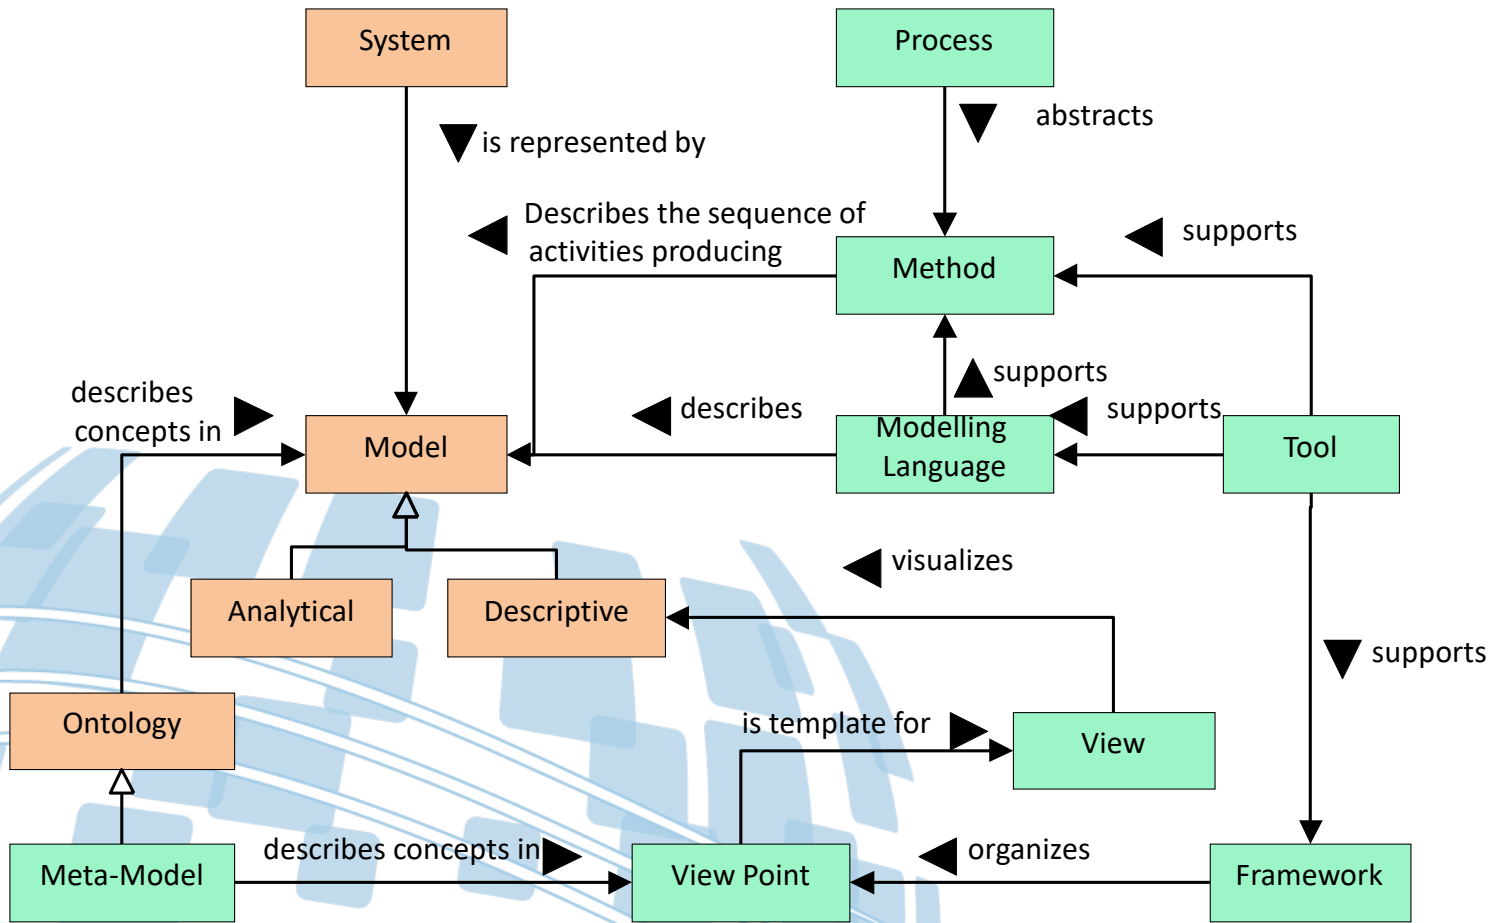 System
Process
abstracts
is represented by
Describes the sequence of
activities producing
supports
Method
describes
concepts in
supports
describes
supports
Model
Modelling
Language
Tool
visualizes
Analytical
Descriptive
supports
Ontology
is template for
View
describes concepts in
organizes
Meta-Model
View Point
Framework